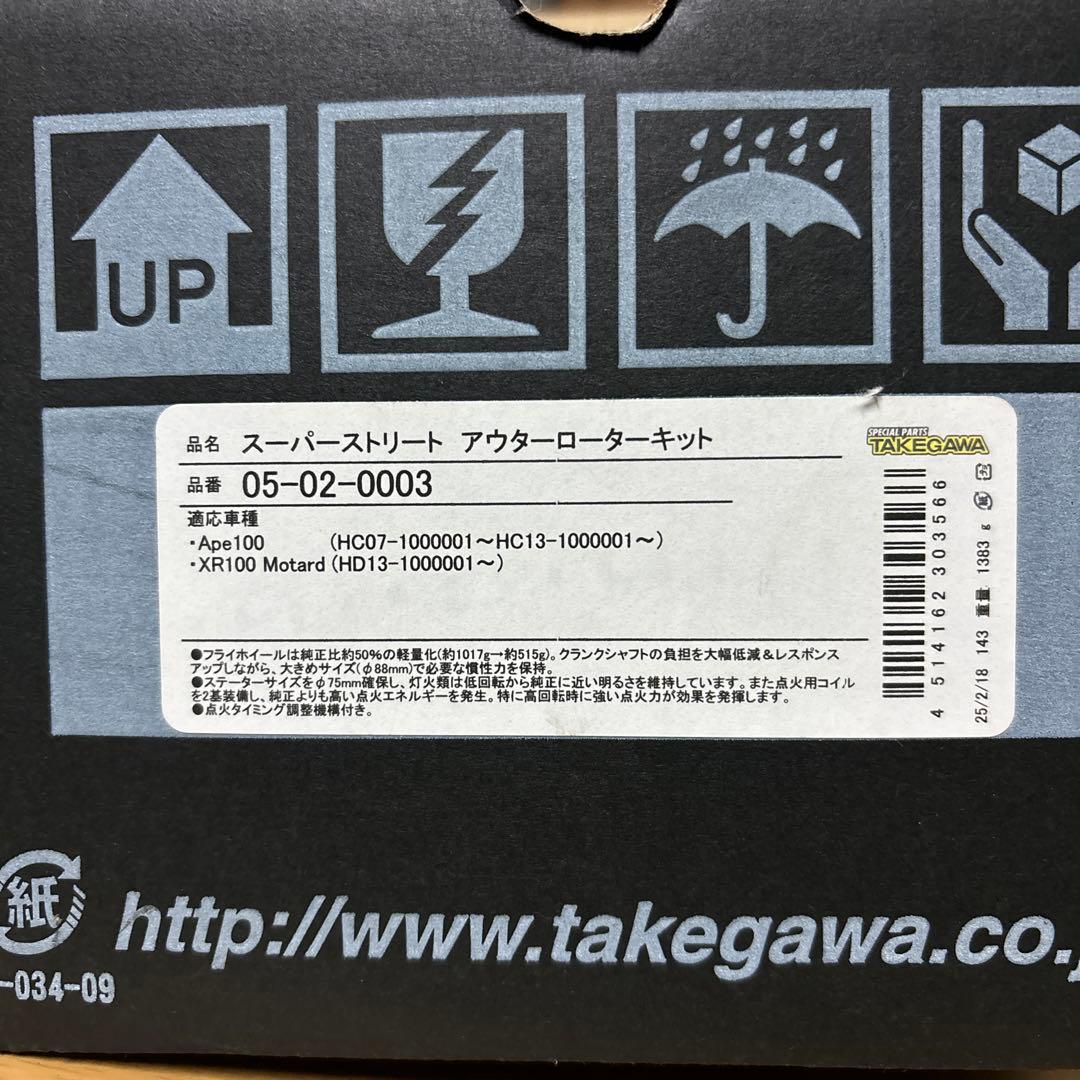 UP
品名 スーパーストリート アウターローターキット
SPECIAL PARTS
TAKEGAWA
品番 05-02-0003
適応車種
・Ape100 (HC07-1000001～HC13-1000001～)
・XR100 Motard (HD13-1000001～)
●フライホイールは純正比約50%の軽量化(約1017g→約515g)。クランクシャフトの負担を大幅低減＆レスポンス
アップしながら、大きめサイズ(φ88mm)で必要な慣性力を保持。
●ステーターサイズをφ75mm確保し、灯火類は低回転から純正に近い明るさを維持しています。また点火用コイル
を2基装備し、純正よりも高い点火エネルギーを発生。特に高回転時に強い点火力が効果を発揮します。
●点火タイミング調整機構付き。
4 514162 303566
25/2/18 143 重量 1383 g 紙
紙
-034-09
http://www.takegawa.co.j